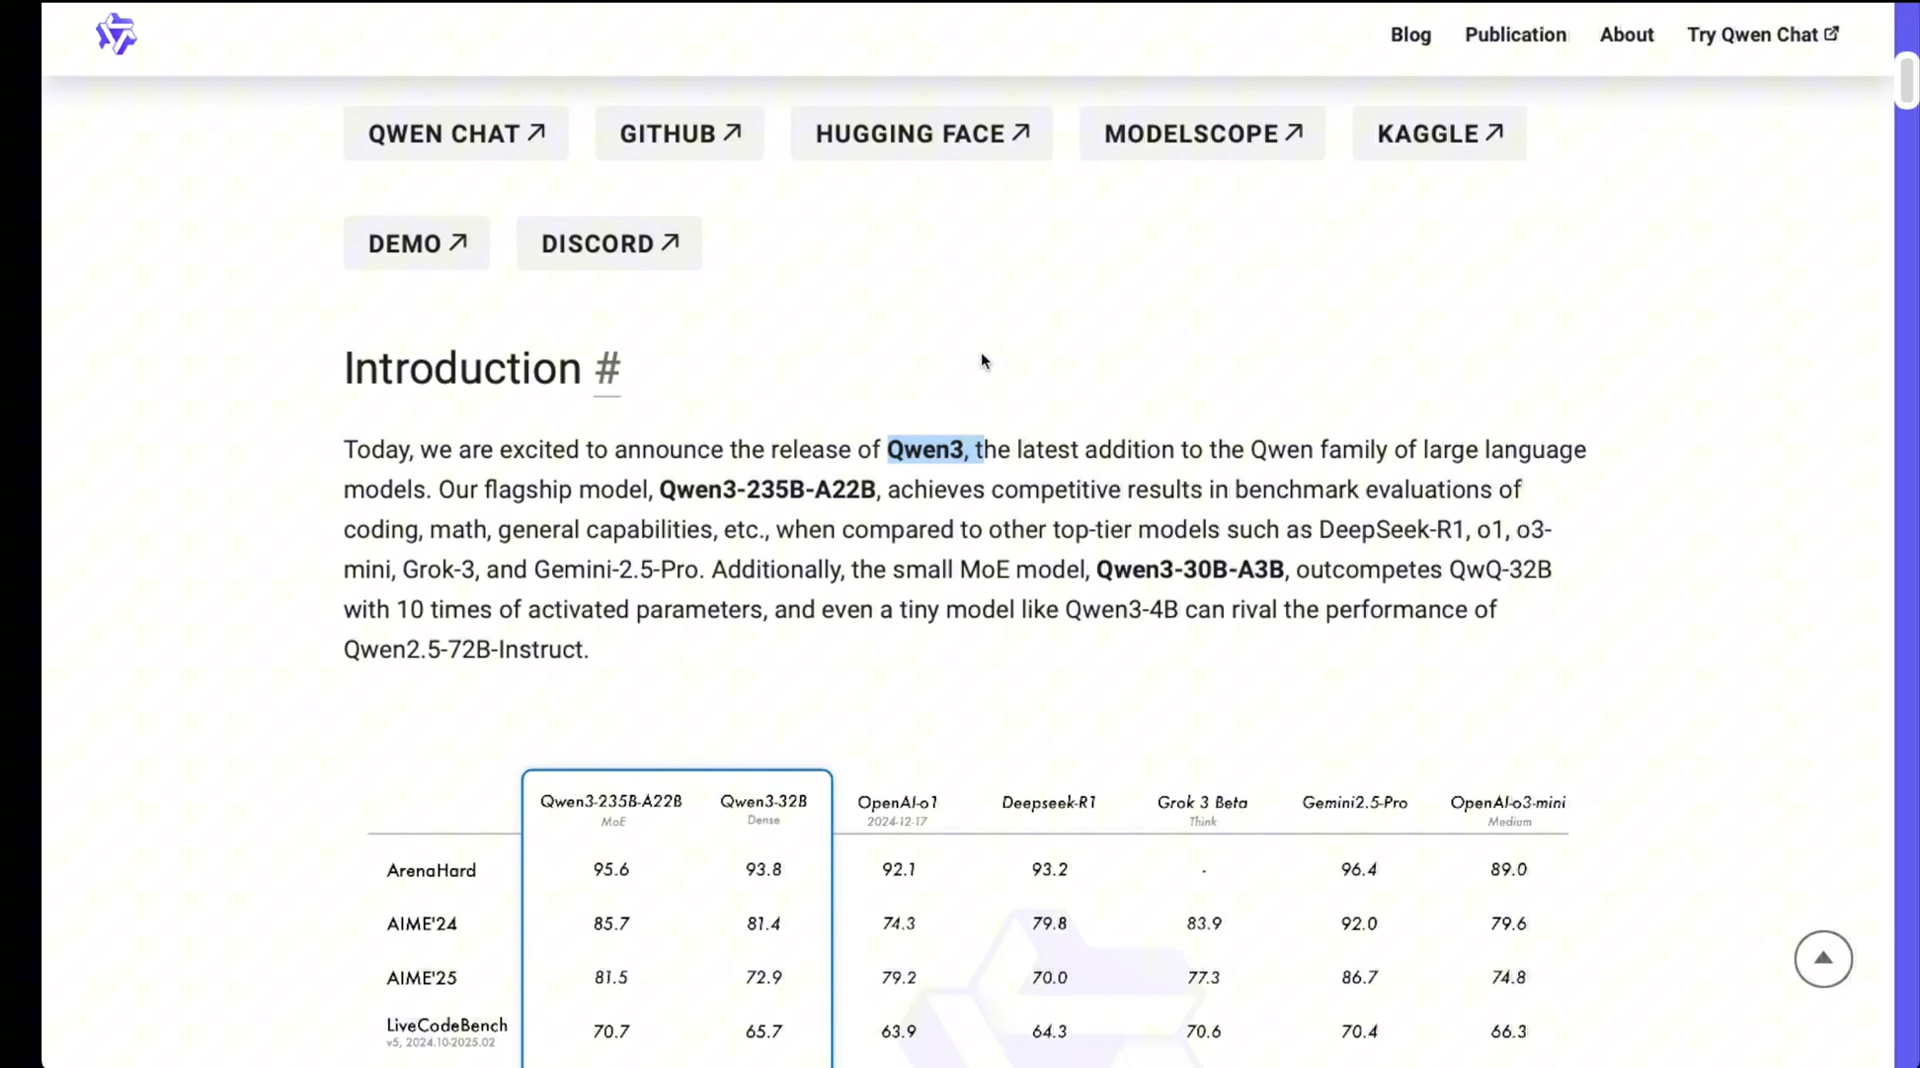 Blog Publication About Try Qwen Chat
QWEN CHAT GITHUB HUGGING FACE MODELSCOPE KAGGLE
DEMO DISCORD
Introduction #
Today, we are excited to announce the release of Qwen3, the latest addition to the Qwen family of large language
models. Our flagship model, Qwen3-235B-A22B, achieves competitive results in benchmark evaluations of
coding, math, general capabilities, etc., when compared to other top-tier models such as DeepSeek-R1, o1, o3-
mini, Grok-3, and Gemini-2.5-Pro. Additionally, the small MoE model, Qwen3-30B-A3B, outcompetes QwQ-32B
with 10 times of activated parameters, and even a tiny model like Qwen3-4B can rival the performance of
Qwen2.5-72B-Instruct.
Qwen3-235B-A22B Qwen3-32B OpenAI-o1 Deepseek-R1 Grok 3 Beta Gemini2.5-Pro OpenAI-o3-mini
MoE Dense 2024-12-17 Think Medium
ArenaHard 95.6 93.8 92.1 93.2 - 96.4 89.0
AIME'24 85.7 81.4 74.3 79.8 83.9 92.0 79.6
AIME'25 81.5 72.9 79.2 70.0 77.3 86.7 74.8
LiveCodeBench 70.7 65.7 63.9 64.3 70.6 70.4 66.3
v5, 2024.10-2025.02